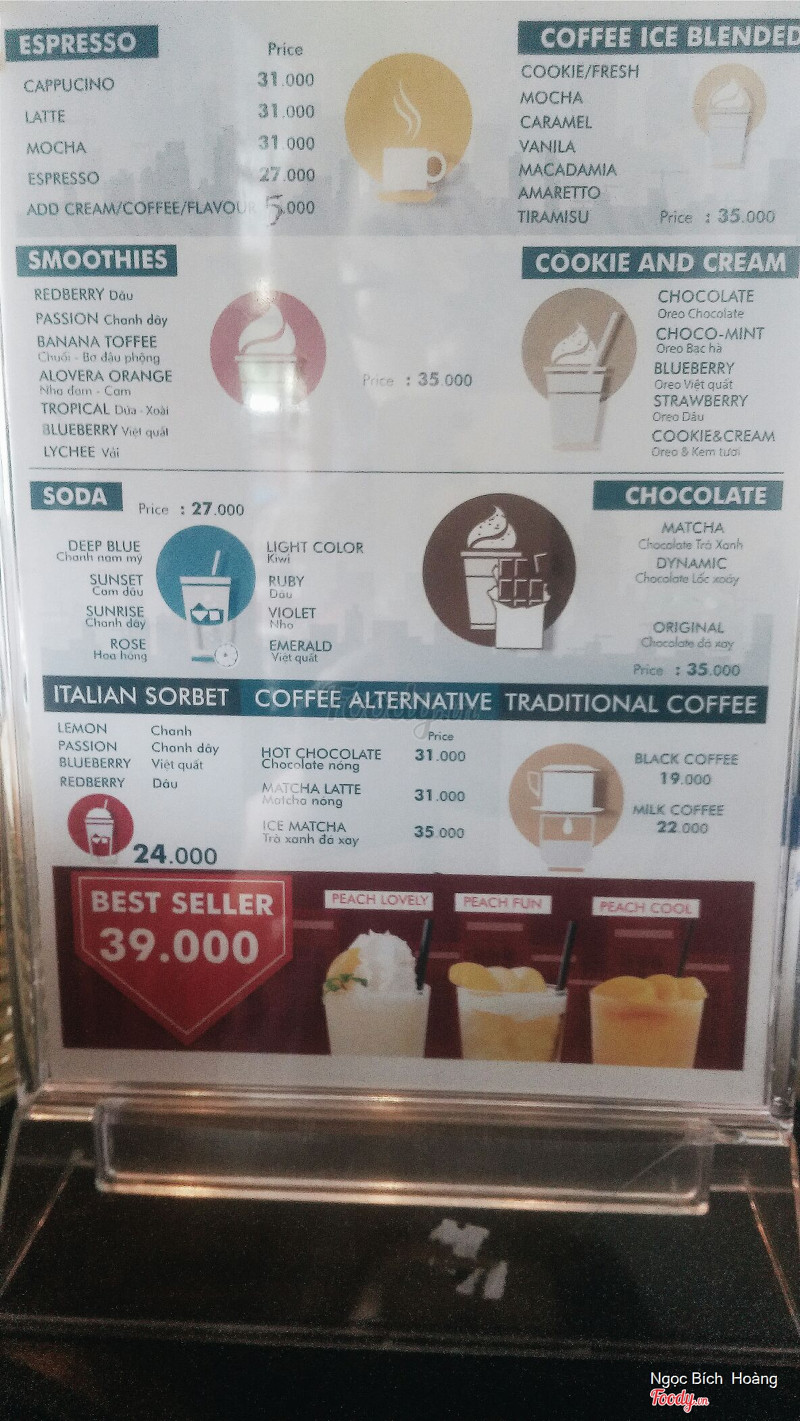 ESPRESSO
Price
CAPPUCINO 31.000
LATTE 31.000
MOCHA 31.000
ESPRESSO 27.000
ADD CREAM/COFFEE/FLAVOUR 5.000
COFFEE ICE BLENDED
COOKIE/FRESH
MOCHA
CARAMEL
VANILA
MACADAMIA
AMARETTO
TIRAMISU
Price : 35.000
SMOOTHIES
REDBERRY Dâu
PASSION Chanh dây
BANANA TOFFEE
Chuối - Bơ đậu phộng
ALOVERA ORANGE
Nha đam - Cam
TROPICAL Dứa - Xoài
BLUEBERRY Việt quất
LYCHEE Vải
Price : 35.000
COOKIE AND CREAM
CHOCOLATE
Oreo Chocolate
CHOCO-MINT
Oreo Bạc hà
BLUEBERRY
Oreo Việt quất
STRAWBERRY
Oreo Dâu
COOKIE&CREAM
Oreo & Kem tươi
SODA
Price : 27.000
DEEP BLUE
Chanh nam mỹ
SUNSET
Cam dâu
SUNRISE
Chanh dây
ROSE
Hoa hồng
LIGHT COLOR
Kiwi
RUBY
Dâu
VIOLET
Nho
EMERALD
Việt quất
CHOCOLATE
MATCHA
Chocolate Trà Xanh
DYNAMIC
Chocolate Lốc xoáy
ORIGINAL
Chocolate đá xay
Price : 35.000
ITALIAN SORBET
LEMON Chanh
PASSION Chanh dây
BLUEBERRY Việt quất
REDBERRY Dâu
24.000
COFFEE ALTERNATIVE
Price
HOT CHOCOLATE 31.000
Chocolate nóng
MATCHA LATTE 31.000
Matcha nóng
ICE MATCHA 35.000
Trà xanh đá xay
TRADITIONAL COFFEE
BLACK COFFEE
19.000
MILK COFFEE
22.000
Foody.vn
BEST SELLER
39.000
PEACH LOVELY
PEACH FUN
PEACH COOL
Ngọc Bích Hoàng
Foody.vn